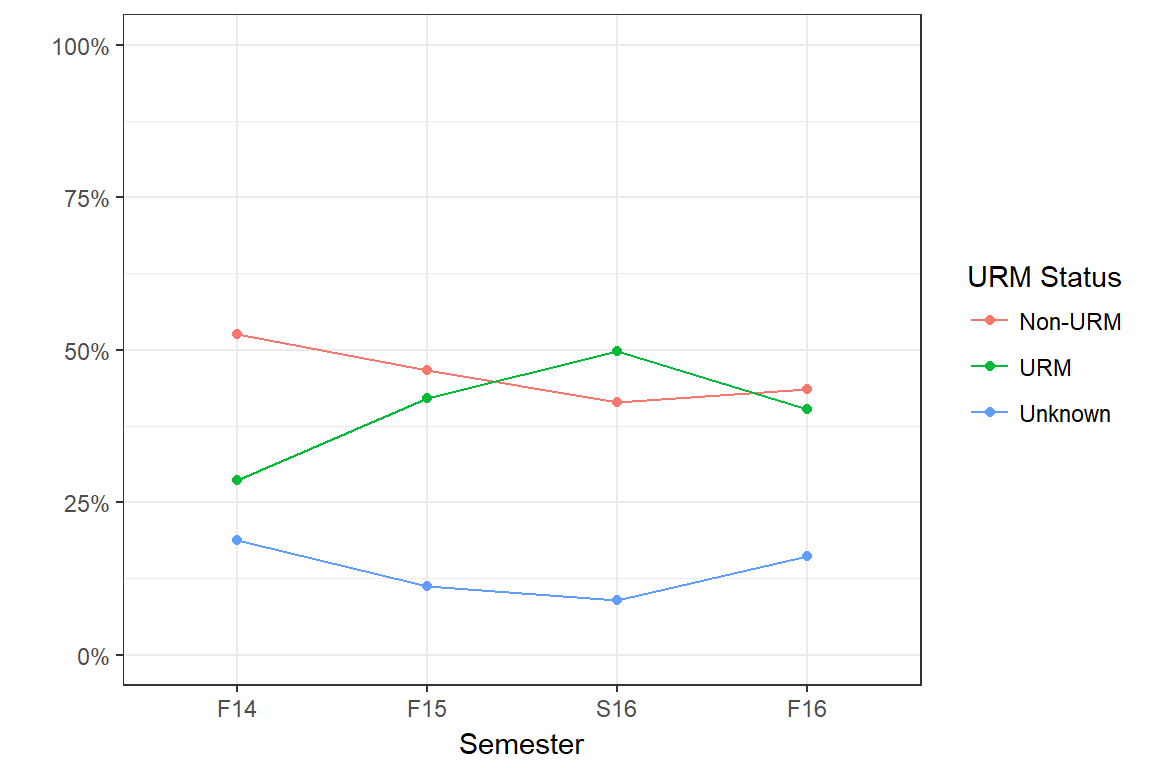 100%
75%
50%
25%
0%
F14 F15 S16 F16
Semester
URM Status
Non-URM
URM
Unknown